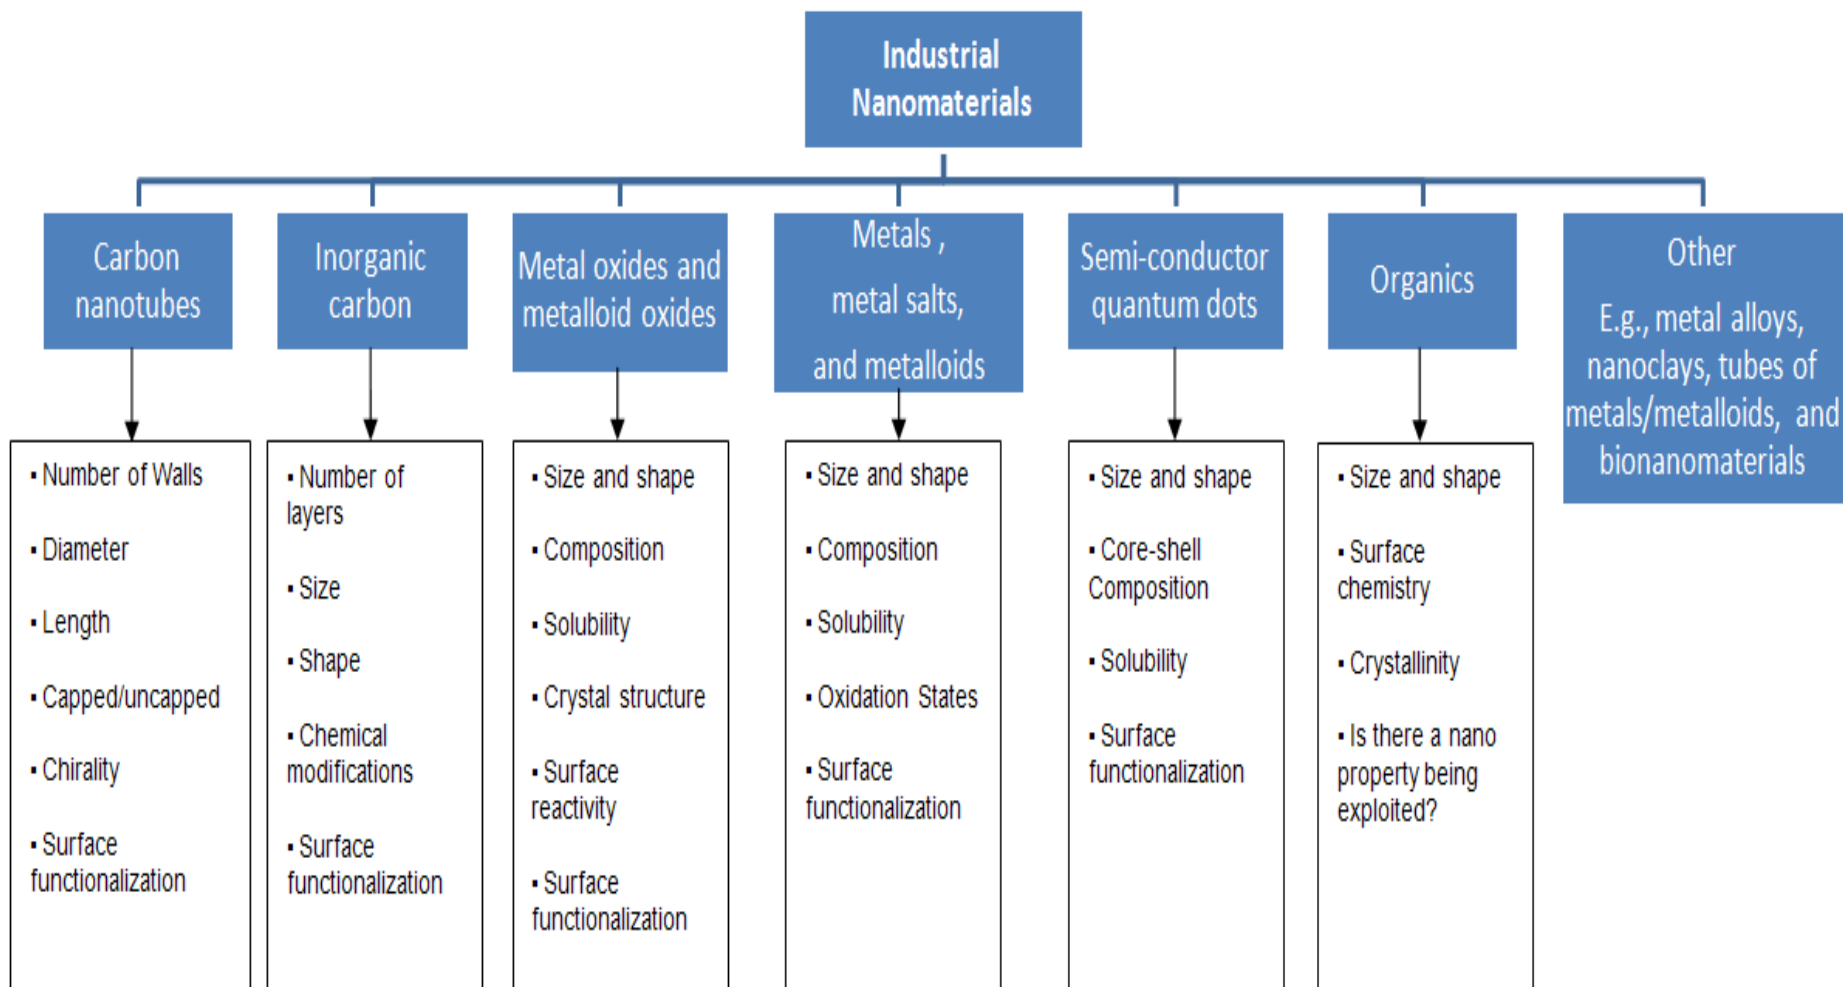 Industrial
Nanomaterials
Carbon
nanotubes
Inorganic
carbon
Metal oxides and
metalloid oxides
Metals ,
metal salts,
and metalloids
Semi-conductor
quantum dots
Organics
Other
E.g., metal alloys,
nanoclays, tubes of
metals/metalloids, and
bionanomaterials
▪ Number of Walls
▪ Diameter
▪ Length
▪ Capped/uncapped
▪ Chirality
▪ Surface
functionalization
▪ Number of
layers
▪ Size
▪ Shape
▪ Chemical
modifications
▪ Surface
functionalization
▪ Size and shape
▪ Composition
▪ Solubility
▪ Crystal structure
▪ Surface
reactivity
▪ Surface
functionalization
▪ Size and shape
▪ Composition
▪ Solubility
▪ Oxidation States
▪ Surface
functionalization
▪ Size and shape
▪ Core-shell
Composition
▪ Solubility
▪ Surface
functionalization
▪ Size and shape
▪ Surface
chemistry
▪ Crystallinity
▪ Is there a nano
property being
exploited?